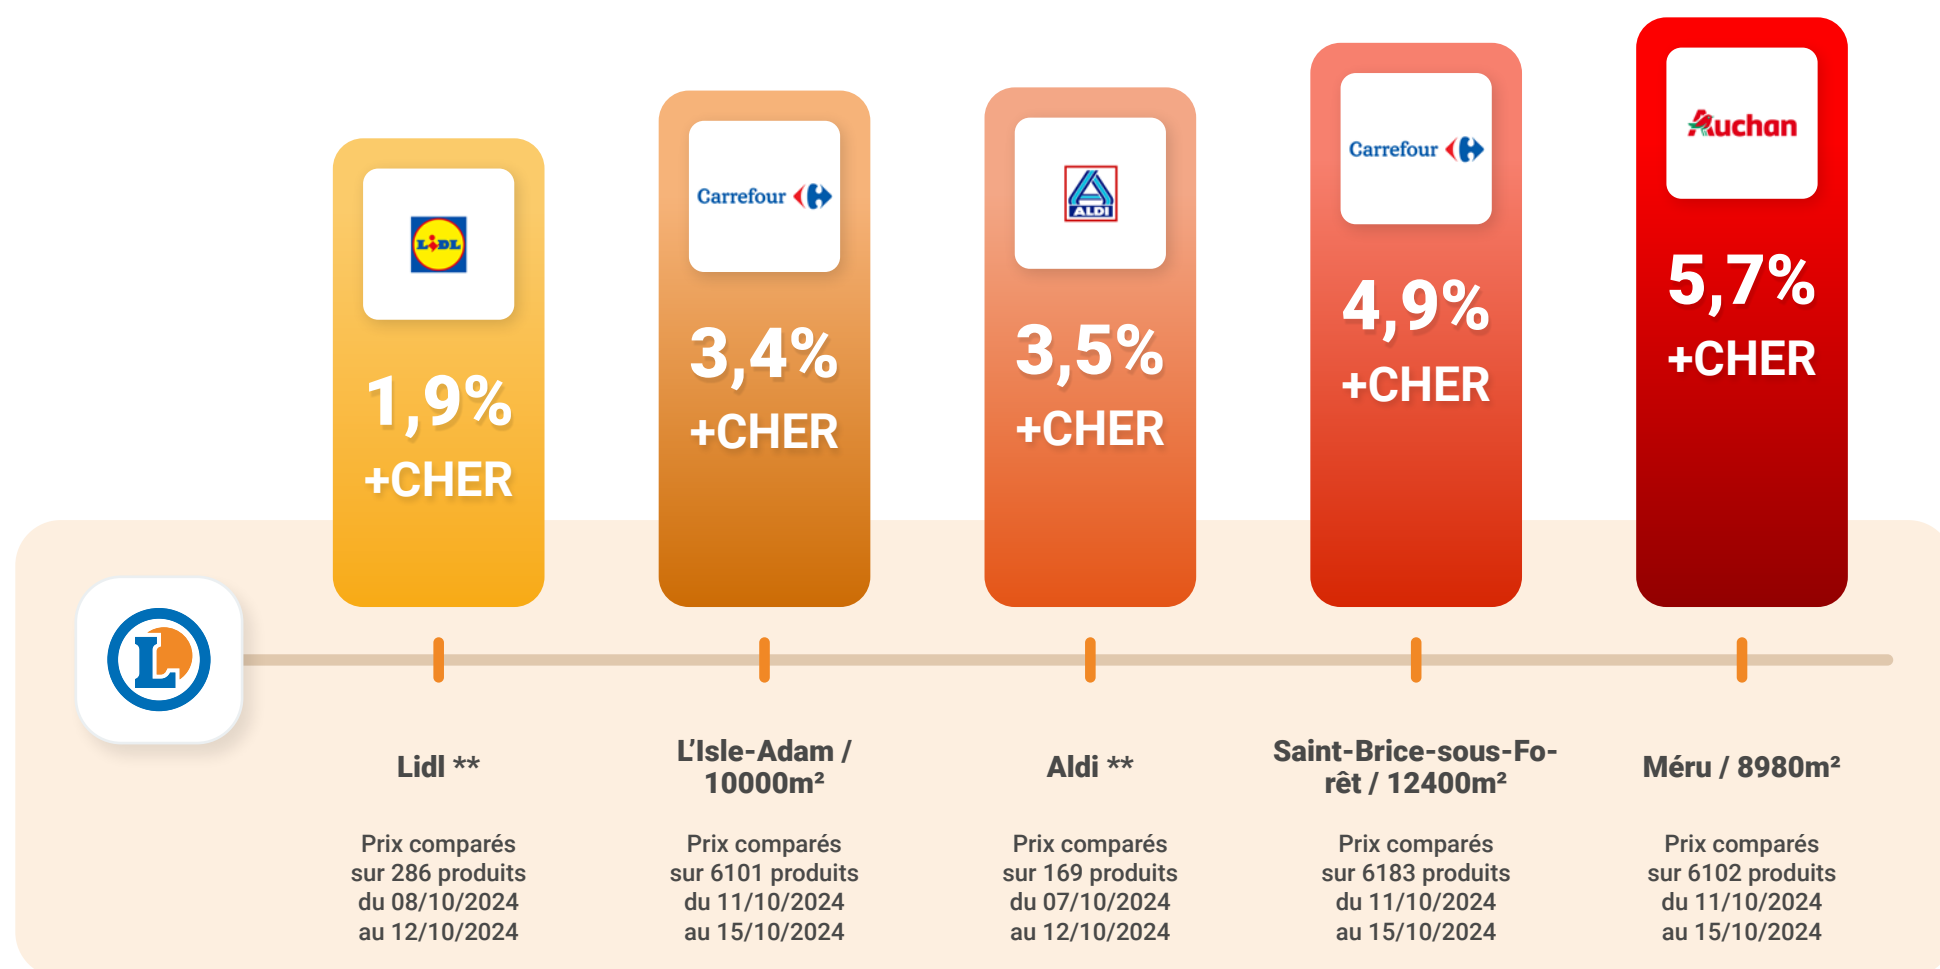 LIDL
1,9%
+CHER
Carrefour
3,4%
+CHER
ALDI
3,5%
+CHER
Carrefour
4,9%
+CHER
Auchan
5,7%
+CHER
L
Lidl **
Prix comparés
sur 286 produits
du 08/10/2024
au 12/10/2024
L’Isle-Adam /
10000m²
Prix comparés
sur 6101 produits
du 11/10/2024
au 15/10/2024
Aldi **
Prix comparés
sur 169 produits
du 07/10/2024
au 12/10/2024
Saint-Brice-sous-Fo-
rêt / 12400m²
Prix comparés
sur 6183 produits
du 11/10/2024
au 15/10/2024
Méru / 8980m²
Prix comparés
sur 6102 produits
du 11/10/2024
au 15/10/2024